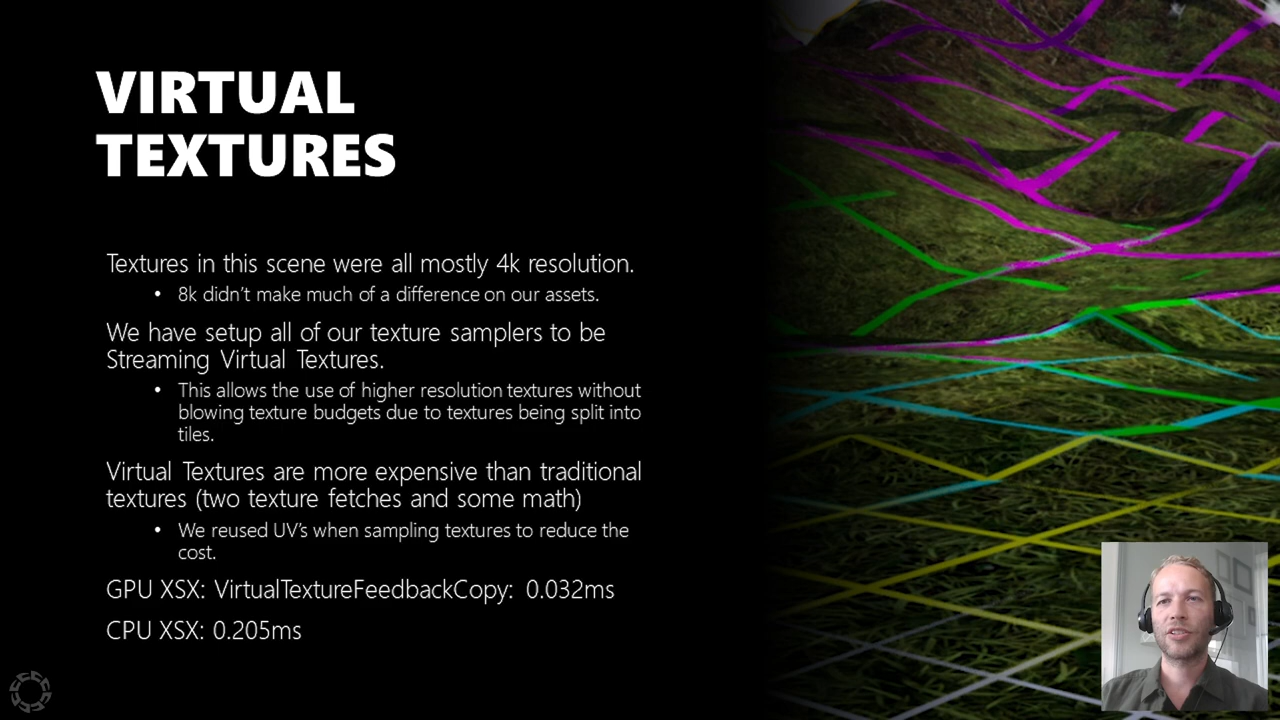 VIRTUAL
TEXTURES
Textures in this scene were all mostly 4k resolution.
• 8k didn't make much of a difference on our assets.
We have setup all of our texture samplers to be
Streaming Virtual Textures.
• This allows the use of higher resolution textures without
blowing texture budgets due to textures being split into
tiles.
Virtual Textures are more expensive than traditional
textures (two texture fetches and some math)
• We reused UV's when sampling textures to reduce the
cost.
GPU XSX: VirtualTextureFeedbackCopy: 0.032ms
CPU XSX: 0.205ms